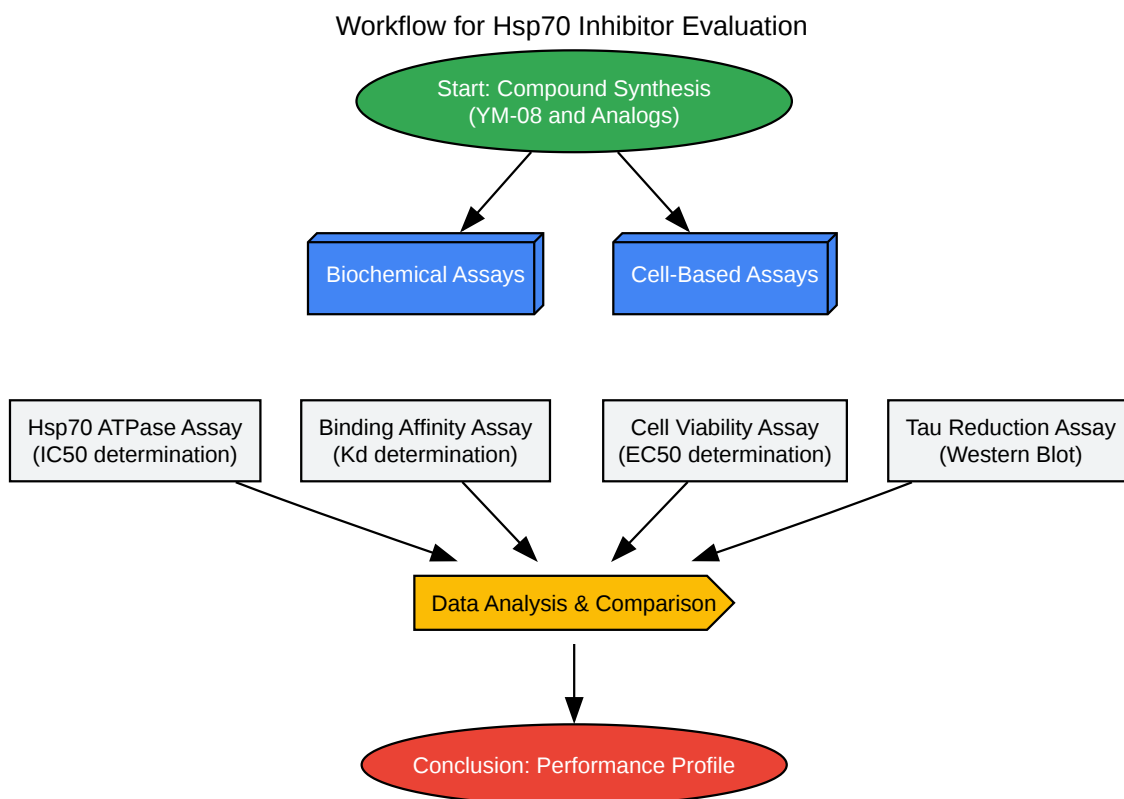 Workflow for Hsp70 Inhibitor Evaluation
Start: Compound Synthesis
(YM-08 and Analogs)
Biochemical Assays
Cell-Based Assays
Hsp70 ATPase Assay
(IC50 determination)
Binding Affinity Assay
(Kd determination)
Cell Viability Assay
(EC50 determination)
Tau Reduction Assay
(Western Blot)
Data Analysis & Comparison
Conclusion: Performance Profile